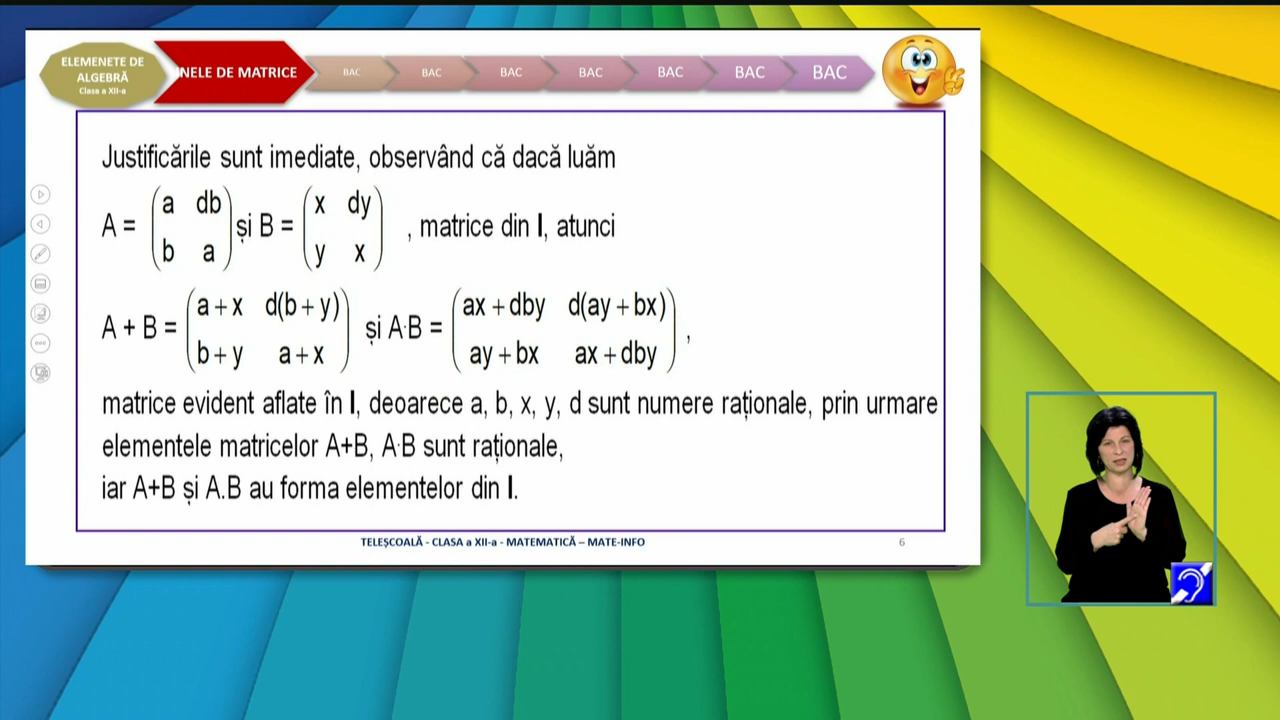 ELEMENETE DE
ALGEBRĂ
Clasa a XII-a
NELE DE MATRICE
BAC
BAC
BAC
BAC
BAC
BAC
BAC
Justificările sunt imediate, observând că dacă luăm
A = (a db
b a) și B = (x dy
y x) , matrice din I, atunci
A + B = (a + x d(b + y)
b + y a + x) și A·B = (ax + dby d(ay + bx)
ay + bx ax + dby) ,
matrice evident aflate în I, deoarece a, b, x, y, d sunt numere raționale, prin urmare
elementele matricelor A+B, A·B sunt raționale,
iar A+B și A.B au forma elementelor din I.
TELEȘCOALĂ - CLASA a XII-a - MATEMATICĂ – MATE-INFO
6